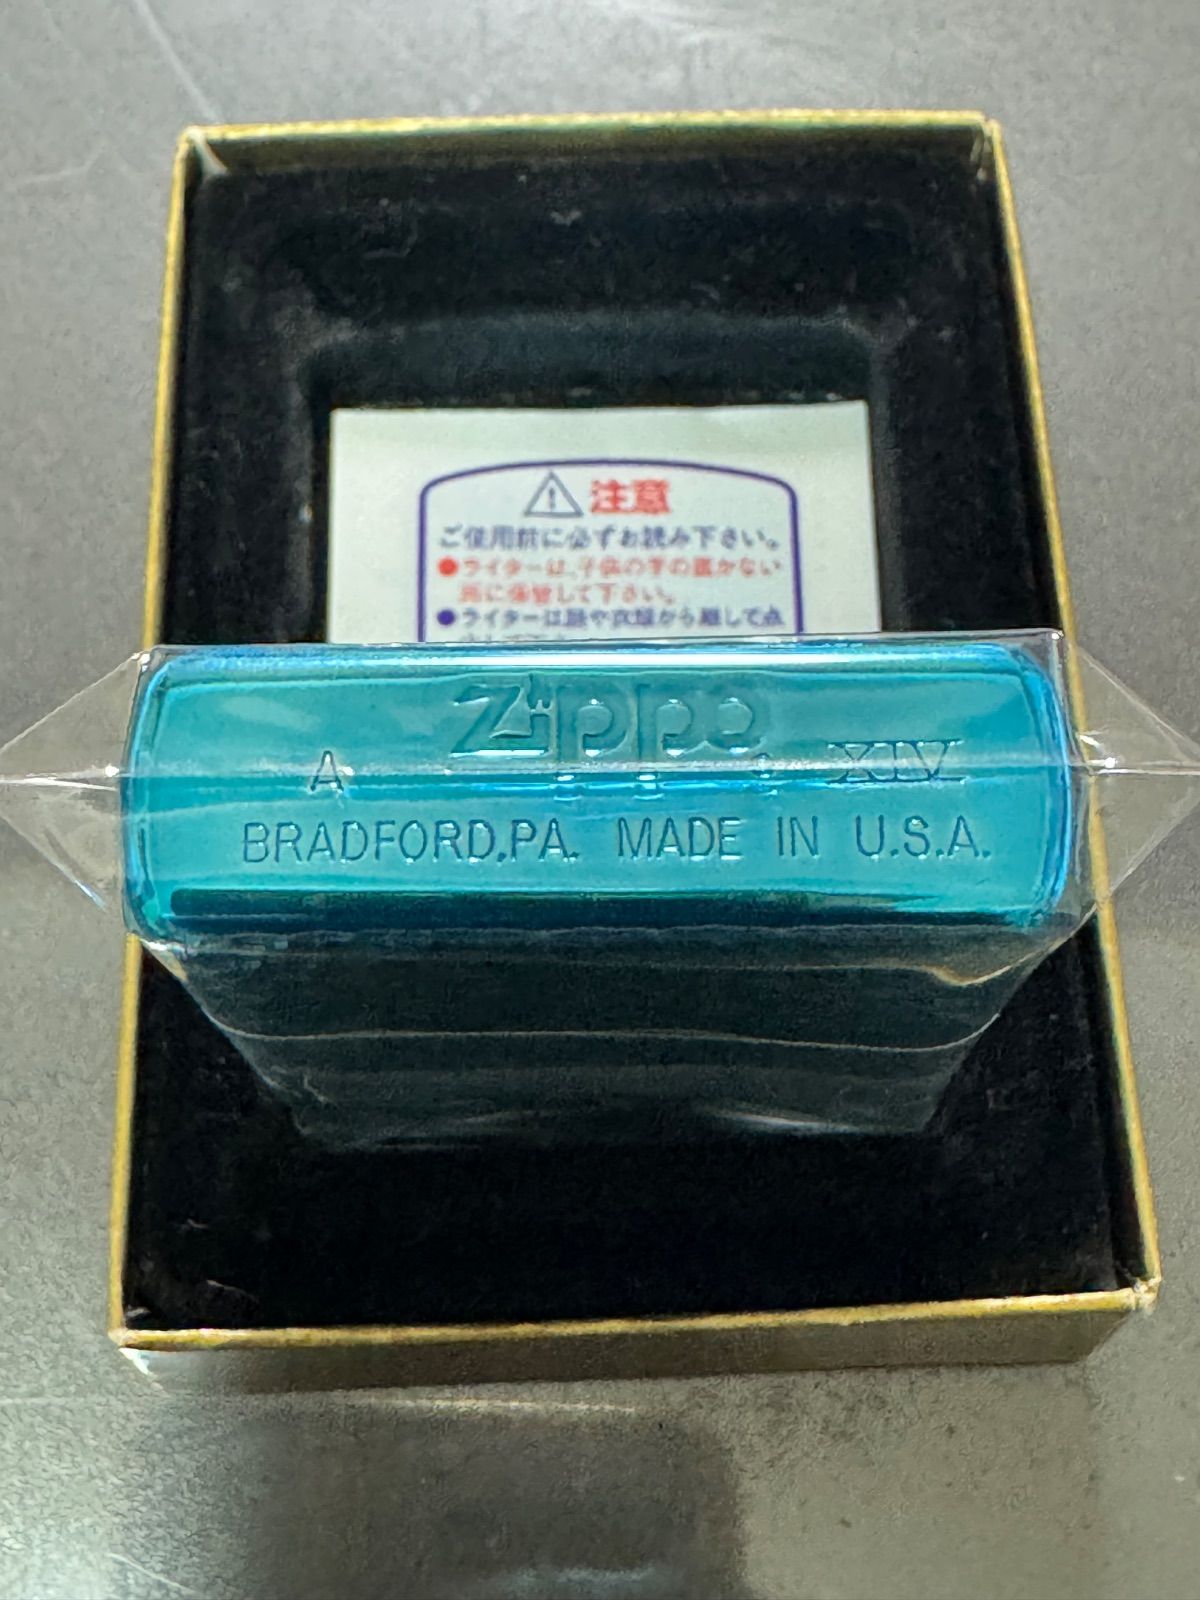 注意
ご使用前に必ずお読み下さい。
●ライターは、子供の手の届かない
所に保管して下さい。
●ライターは顔や衣類から離して点
Zippo
A XIV
BRADFORD,PA. MADE IN U.S.A.